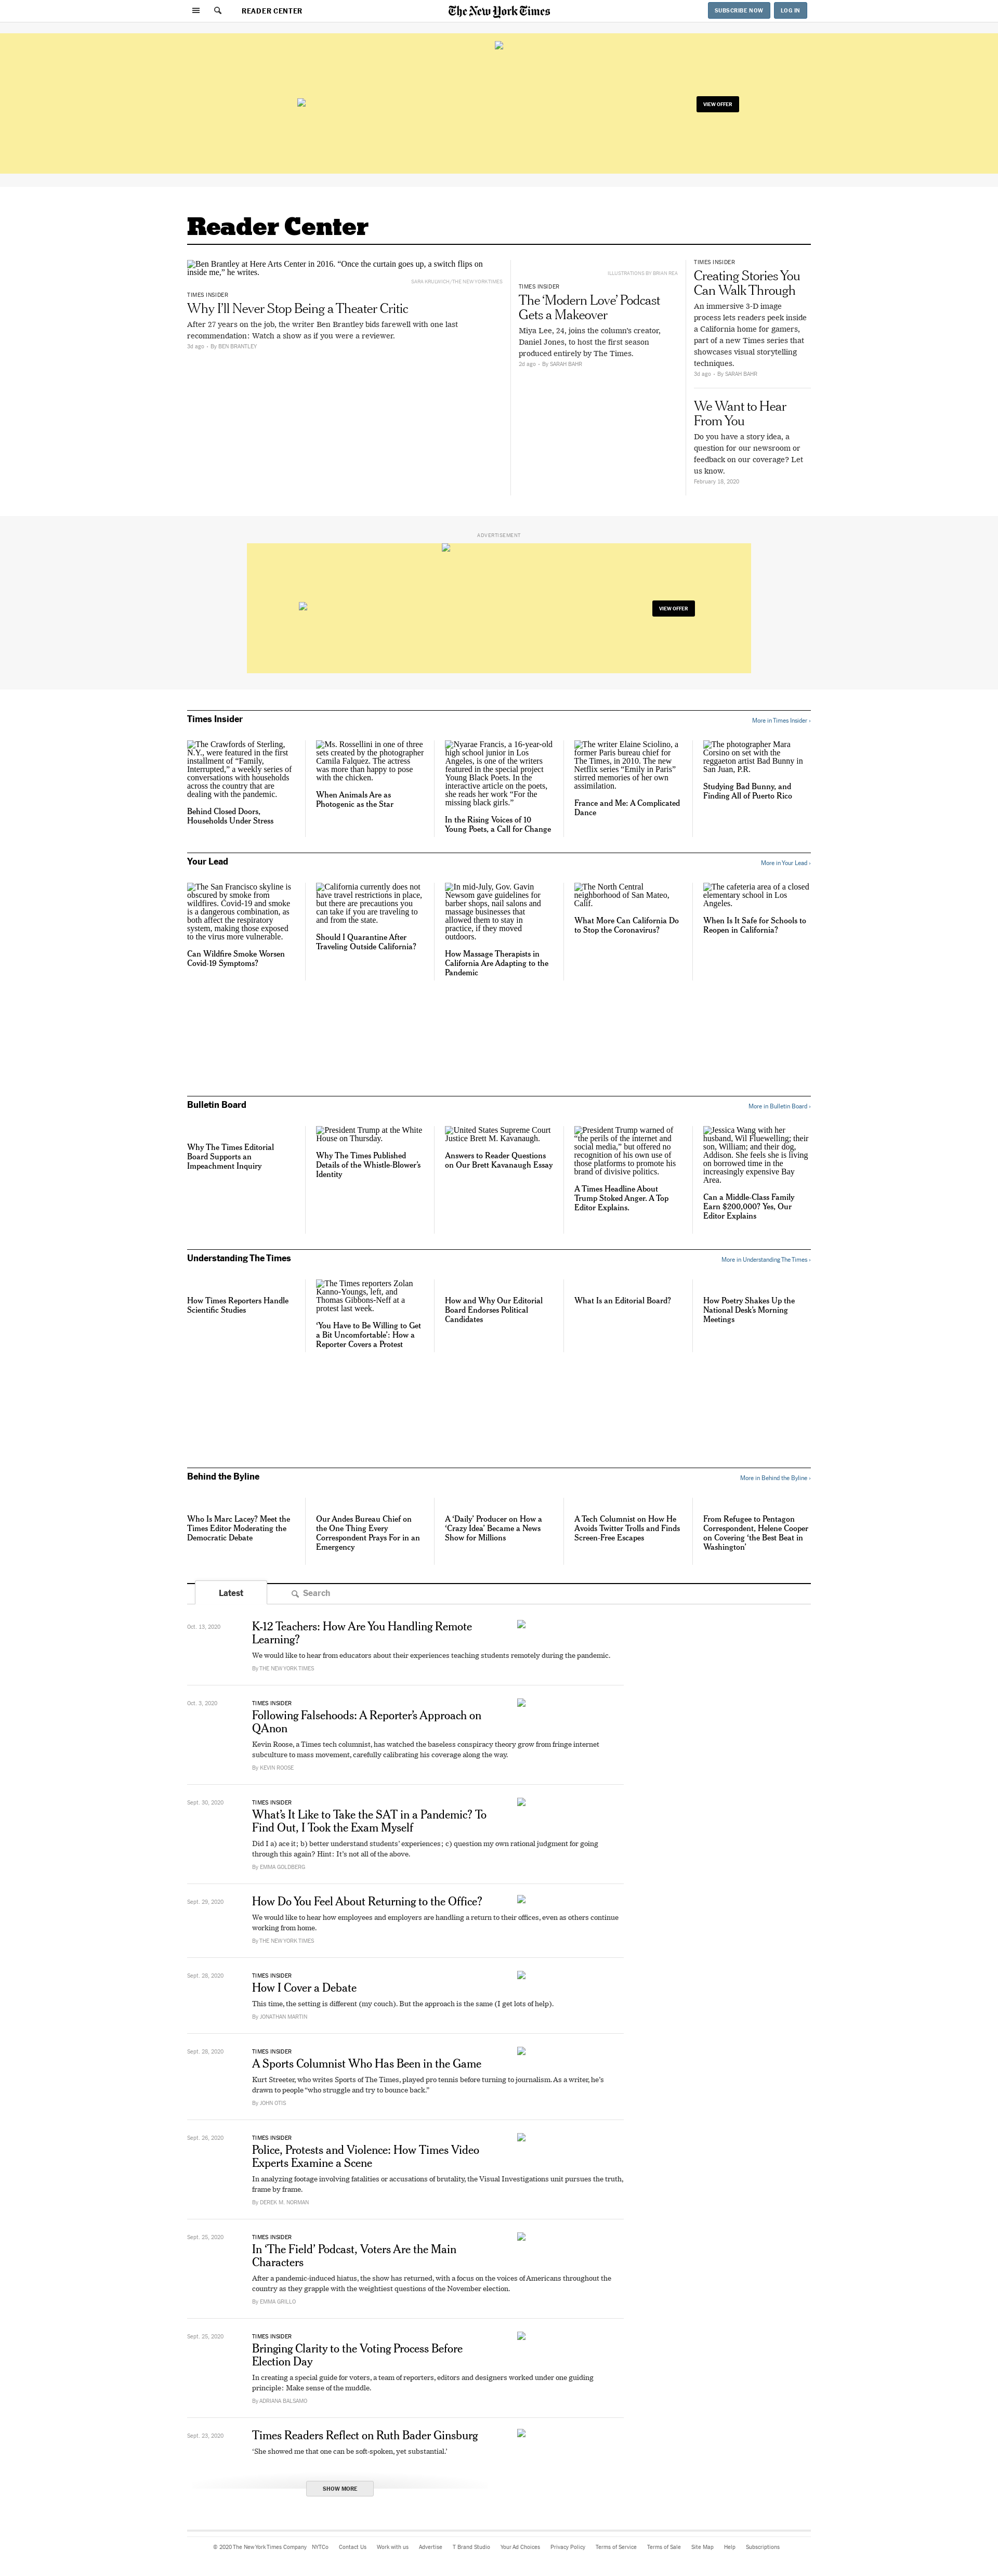 READER CENTER
The New York Times
SUBSCRIBE NOW
LOG IN
VIEW OFFER
Reader Center
Ben Brantley at Here Arts Center in 2016. “Once the curtain goes up, a switch flips on
inside me,” he writes.
SARA KRULWICH/THE NEW YORK TIMES
TIMES INSIDER
Why I’ll Never Stop Being a Theater Critic
After 27 years on the job, the writer Ben Brantley bids farewell with one last
recommendation: Watch a show as if you were a reviewer.
3d ago – By BEN BRANTLEY
ILLUSTRATIONS BY BRIAN REA
TIMES INSIDER
The ‘Modern Love’ Podcast
Gets a Makeover
Miya Lee, 24, joins the column’s creator,
Daniel Jones, to host the first season
produced entirely by The Times.
2d ago – By SARAH BAHR
TIMES INSIDER
Creating Stories You
Can Walk Through
An immersive 3-D image
process lets readers peek inside
a California home for gamers,
part of a new Times series that
showcases visual storytelling
techniques.
3d ago – By SARAH BAHR
We Want to Hear
From You
Do you have a story idea, a
question for our newsroom or
feedback on our coverage? Let
us know.
February 18, 2020
ADVERTISEMENT
VIEW OFFER
Times Insider
More in Times Insider ›
The Crawfords of Sterling,
N.Y., were featured in the first
installment of “Family,
Interrupted,” a weekly series of
conversations with households
across the country that are
dealing with the pandemic.
Behind Closed Doors,
Households Under Stress
Ms. Rossellini in one of three
sets created by the photographer
Camila Falquez. The actress
was more than happy to pose
with the chicken.
When Animals Are as
Photogenic as the Star
Nyarae Francis, a 16-year-old
high school junior in Los
Angeles, is one of the writers
featured in the special project
Young Black Poets. In the
interactive article on the poets,
she reads her work “For the
missing black girls.”
In the Rising Voices of 10
Young Poets, a Call for Change
The writer Elaine Sciolino, a
former Paris bureau chief for
The Times, in 2010. The new
Netflix series “Emily in Paris”
stirred memories of her own
assimilation.
France and Me: A Complicated
Dance
The photographer Mara
Corsino on set with the
reggaeton artist Bad Bunny in
San Juan, P.R.
Studying Bad Bunny, and
Finding All of Puerto Rico
Your Lead
More in Your Lead ›
The San Francisco skyline is
obscured by smoke from
wildfires. Covid-19 and smoke
is a dangerous combination, as
both affect the respiratory
system, making those exposed
to the virus more vulnerable.
Can Wildfire Smoke Worsen
Covid-19 Symptoms?
California currently does not
have travel restrictions in place,
but there are precautions you
can take if you are traveling to
and from the state.
Should I Quarantine After
Traveling Outside California?
In mid-July, Gov. Gavin
Newsom gave guidelines for
barber shops, nail salons and
massage businesses that
allowed them to stay in
practice, if they moved
outdoors.
How Massage Therapists in
California Are Adapting to the
Pandemic
The North Central
neighborhood of San Mateo,
Calif.
What More Can California Do
to Stop the Coronavirus?
The cafeteria area of a closed
elementary school in Los
Angeles.
When Is It Safe for Schools to
Reopen in California?
Bulletin Board
More in Bulletin Board ›
Why The Times Editorial
Board Supports an
Impeachment Inquiry
President Trump at the White
House on Thursday.
Why The Times Published
Details of the Whistle-Blower’s
Identity
United States Supreme Court
Justice Brett M. Kavanaugh.
Answers to Reader Questions
on Our Brett Kavanaugh Essay
President Trump warned of
“the perils of the internet and
social media,” but offered no
recognition of his own use of
those platforms to promote his
brand of divisive politics.
A Times Headline About
Trump Stoked Anger. A Top
Editor Explains.
Jessica Wang with her
husband, Wil Fluewelling; their
son, William; and their dog,
Addison. She feels she is living
on borrowed time in the
increasingly expensive Bay
Area.
Can a Middle-Class Family
Earn $200,000? Yes, Our
Editor Explains
Understanding The Times
More in Understanding The Times ›
How Times Reporters Handle
Scientific Studies
The Times reporters Zolan
Kanno-Youngs, left, and
Thomas Gibbons-Neff at a
protest last week.
‘You Have to Be Willing to Get
a Bit Uncomfortable’: How a
Reporter Covers a Protest
How and Why Our Editorial
Board Endorses Political
Candidates
What Is an Editorial Board?
How Poetry Shakes Up the
National Desk’s Morning
Meetings
Behind the Byline
More in Behind the Byline ›
Who Is Marc Lacey? Meet the
Times Editor Moderating the
Democratic Debate
Our Andes Bureau Chief on
the One Thing Every
Correspondent Prays For in an
Emergency
A ‘Daily’ Producer on How a
‘Crazy Idea’ Became a News
Show for Millions
A Tech Columnist on How He
Avoids Twitter Trolls and Finds
Screen-Free Escapes
From Refugee to Pentagon
Correspondent, Helene Cooper
on Covering ‘the Best Beat in
Washington’
Latest
Search
Oct. 13, 2020
K-12 Teachers: How Are You Handling Remote
Learning?
We would like to hear from educators about their experiences teaching students remotely during the pandemic.
By THE NEW YORK TIMES
Oct. 3, 2020
TIMES INSIDER
Following Falsehoods: A Reporter’s Approach on
QAnon
Kevin Roose, a Times tech columnist, has watched the baseless conspiracy theory grow from fringe internet
subculture to mass movement, carefully calibrating his coverage along the way.
By KEVIN ROOSE
Sept. 30, 2020
TIMES INSIDER
What’s It Like to Take the SAT in a Pandemic? To
Find Out, I Took the Exam Myself
Did I a) ace it; b) better understand students’ experiences; c) question my own rational judgment for going
through this again? Hint: It’s not all of the above.
By EMMA GOLDBERG
Sept. 29, 2020
How Do You Feel About Returning to the Office?
We would like to hear how employees and employers are handling a return to their offices, even as others continue
working from home.
By THE NEW YORK TIMES
Sept. 28, 2020
TIMES INSIDER
How I Cover a Debate
This time, the setting is different (my couch). But the approach is the same (I get lots of help).
By JONATHAN MARTIN
Sept. 28, 2020
TIMES INSIDER
A Sports Columnist Who Has Been in the Game
Kurt Streeter, who writes Sports of The Times, played pro tennis before turning to journalism. As a writer, he’s
drawn to people “who struggle and try to bounce back.”
By JOHN OTIS
Sept. 26, 2020
TIMES INSIDER
Police, Protests and Violence: How Times Video
Experts Examine a Scene
In analyzing footage involving fatalities or accusations of brutality, the Visual Investigations unit pursues the truth,
frame by frame.
By DEREK M. NORMAN
Sept. 25, 2020
TIMES INSIDER
In ‘The Field’ Podcast, Voters Are the Main
Characters
After a pandemic-induced hiatus, the show has returned, with a focus on the voices of Americans throughout the
country as they grapple with the weightiest questions of the November election.
By EMMA GRILLO
Sept. 25, 2020
TIMES INSIDER
Bringing Clarity to the Voting Process Before
Election Day
In creating a special guide for voters, a team of reporters, editors and designers worked under one guiding
principle: Make sense of the muddle.
By ADRIANA BALSAMO
Sept. 23, 2020
Times Readers Reflect on Ruth Bader Ginsburg
‘She showed me that one can be soft-spoken, yet substantial.’
SHOW MORE
© 2020 The New York Times Company NYTCo Contact Us Work with us Advertise T Brand Studio Your Ad Choices Privacy Policy Terms of Service Terms of Sale Site Map Help Subscriptions